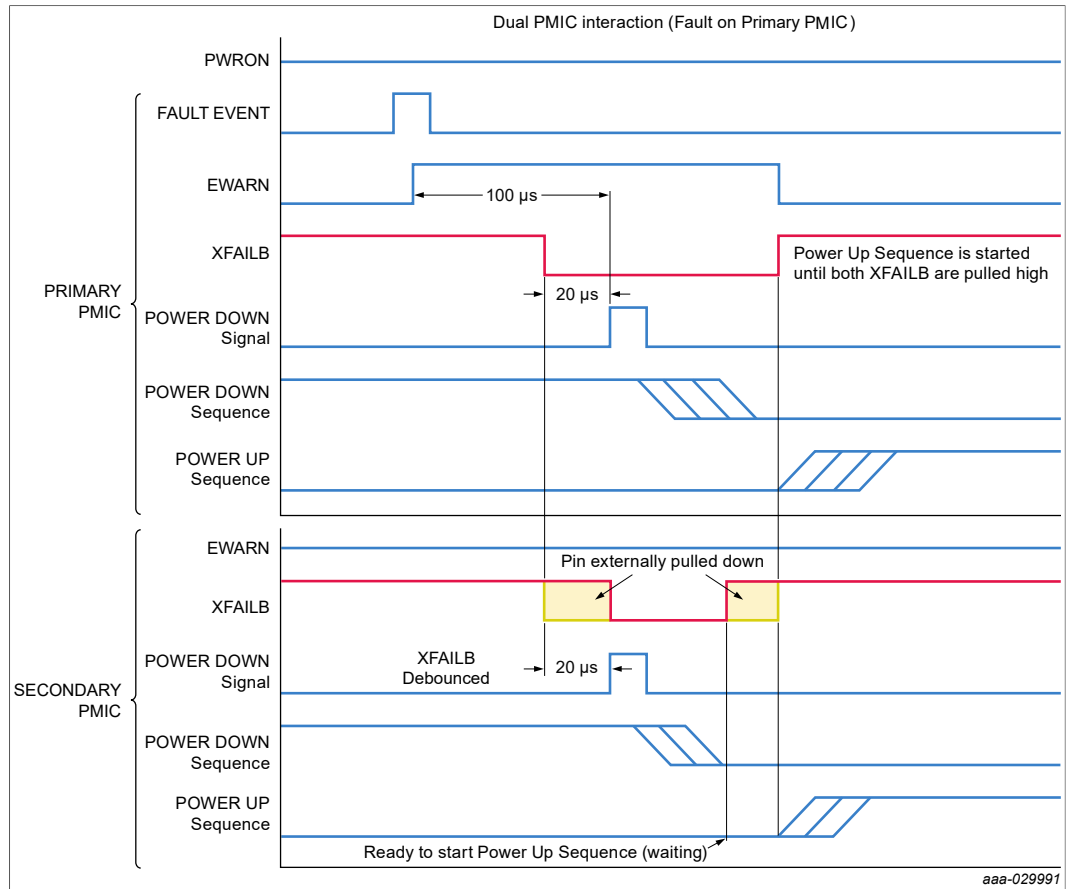 Dual PMIC interaction (Fault on Primary PMIC)
PWRON
FAULT EVENT
EWARN
100 µs
XFAILB
Power Up Sequence is started
until both XFAILB are pulled high
PRIMARY
PMIC
20 µs
POWER DOWN
Signal
POWER DOWN
Sequence
POWER UP
Sequence
EWARN
Pin externally pulled down
XFAILB
POWER DOWN
Signal
XFAILB
Debounced
20 µs
SECONDARY
PMIC
POWER DOWN
Sequence
POWER UP
Sequence
Ready to start Power Up Sequence (waiting)
aaa-029991